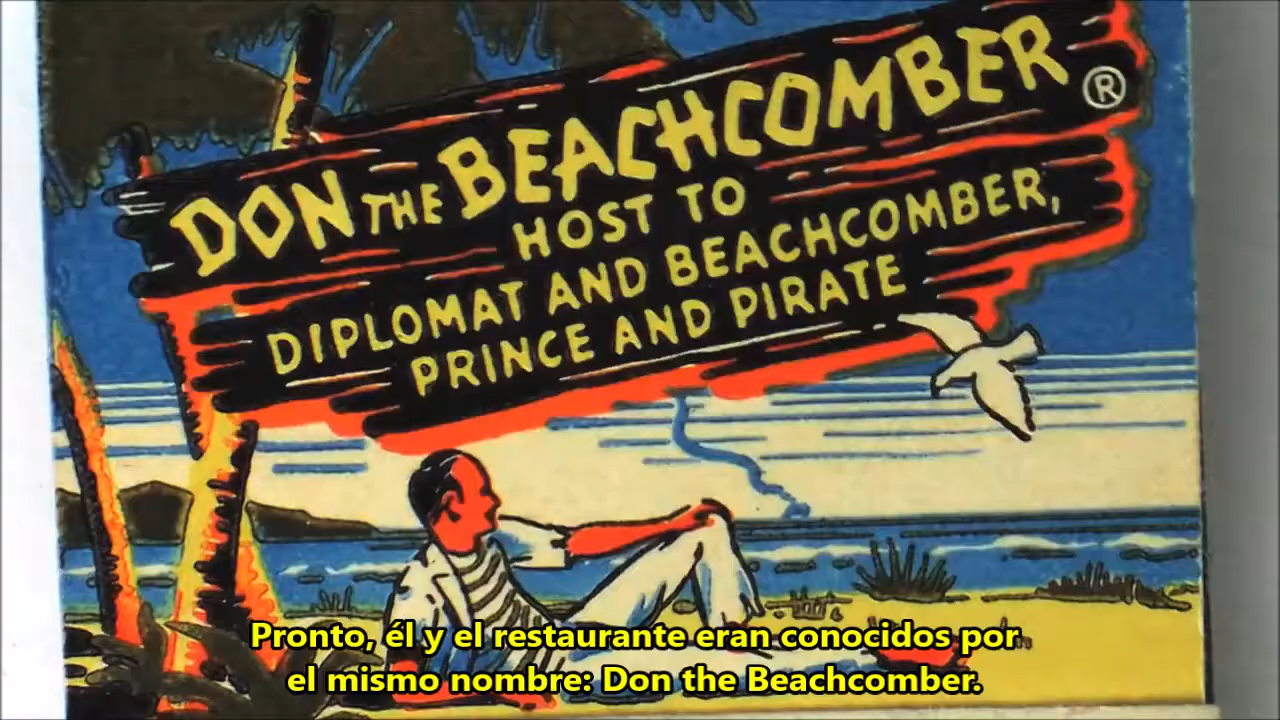 DON THE BEACHCOMBER ®
HOST TO
DIPLOMAT AND BEACHCOMBER,
PRINCE AND PIRATE
Pronto, él y el restaurante eran conocidos por
el mismo nombre: Don the Beachcomber.